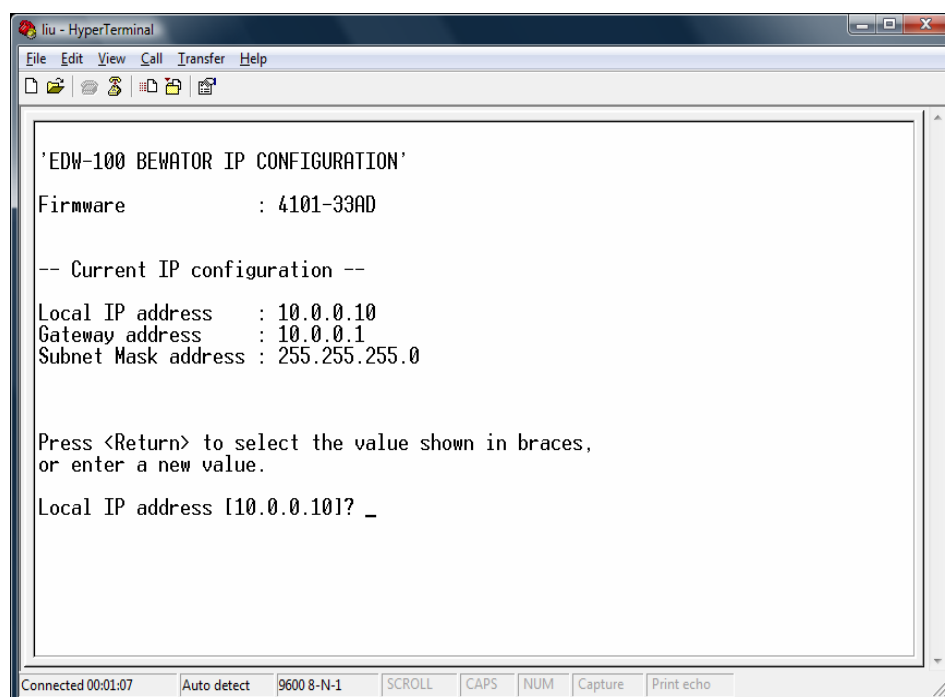 liu - HyperTerminal
File Edit View Call Transfer Help
'EDW-100 BEWATOR IP CONFIGURATION'
Firmware : 4101-33AD
-- Current IP configuration --
Local IP address : 10.0.0.10
Gateway address : 10.0.0.1
Subnet Mask address : 255.255.255.0
Press <Return> to select the value shown in braces,
or enter a new value.
Local IP address [10.0.0.10]? _
Connected 00:01:07 Auto detect 9600 8-N-1 SCROLL CAPS NUM Capture Print echo